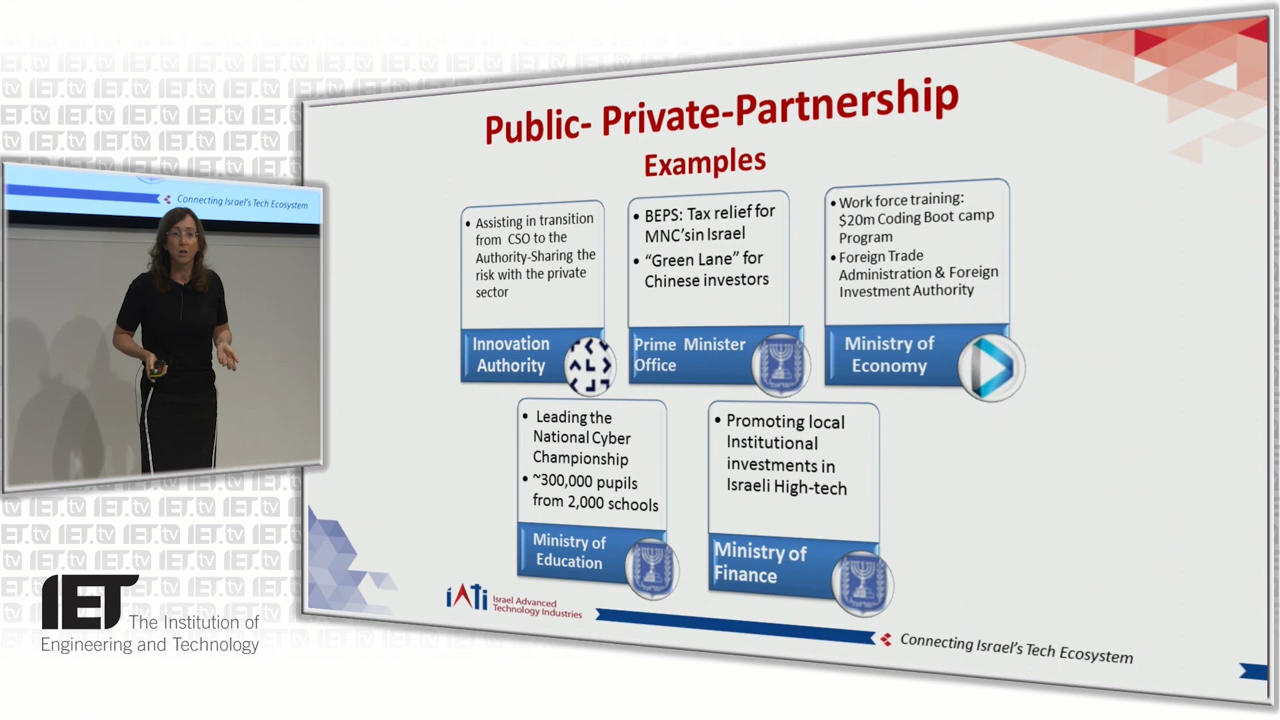 Public- Private-Partnership
Examples
• Assisting in transition
from CSO to the
Authority-Sharing the
risk with the private
sector
Innovation
Authority
• BEPS: Tax relief for
MNC'sin Israel
• “Green Lane” for
Chinese investors
Prime Minister
Office
• Work force training:
$20m Coding Boot camp
Program
• Foreign Trade
Administration & Foreign
Investment Authority
Ministry of
Economy
• Leading the
National Cyber
Championship
• ~300,000 pupils
from 2,000 schools
Ministry of
Education
• Promoting local
Institutional
investments in
Israeli High-tech
Ministry of
Finance
iATi Israel Advanced
Technology Industries
Connecting Israel's Tech Ecosystem
Connecting Israel's Tech Ecosystem
IET The Institution of
Engineering and Technology
IET.tv